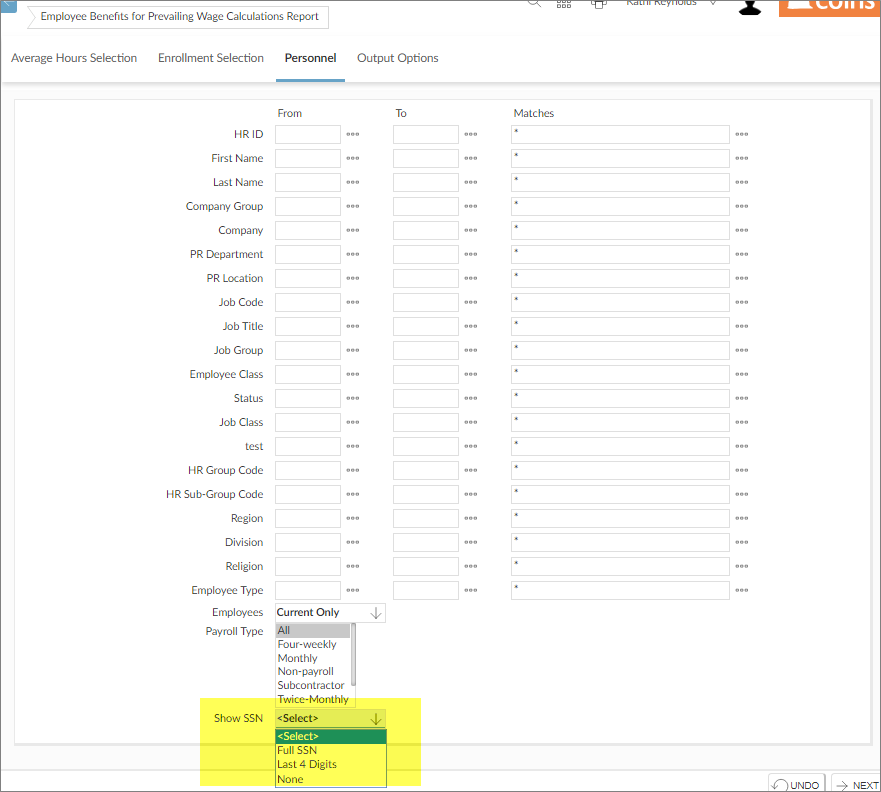 Employee Benefits for Prevailing Wage Calculations Report
Kathi Reynolds
coins
Average Hours Selection Enrollment Selection Personnel Output Options
From To Matches
HR ID *
First Name *
Last Name *
Company Group *
Company *
PR Department *
PR Location *
Job Code *
Job Title *
Job Group *
Employee Class *
Status *
Job Class *
test *
HR Group Code *
HR Sub-Group Code *
Region *
Division *
Religion *
Employee Type *
Employees Current Only
Payroll Type All
Four-weekly
Monthly
Non-payroll
Subcontractor
Twice-Monthly
Show SSN <Select>
<Select>
Full SSN
Last 4 Digits
None
UNDO NEXT